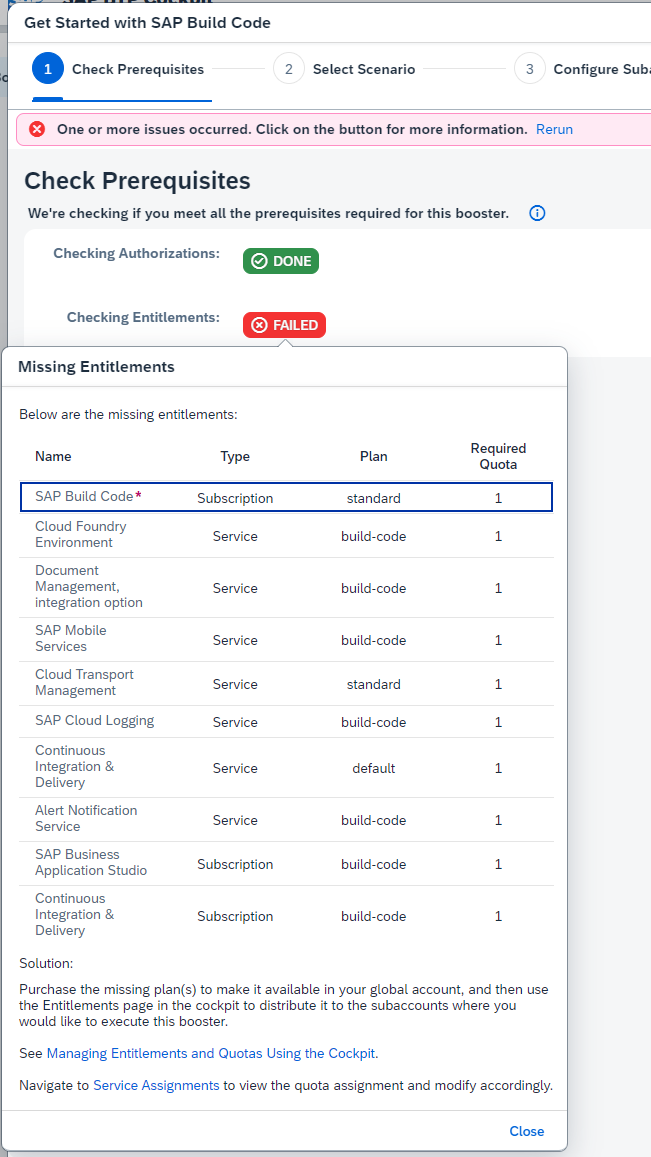 SAP BTP Cockpit
Get Started with SAP Build Code
1 Check Prerequisites 2 Select Scenario 3 Configure Suba
One or more issues occurred. Click on the button for more information. Rerun
Check Prerequisites
We're checking if you meet all the prerequisites required for this booster.
Checking Authorizations: DONE
Checking Entitlements: FAILED
Missing Entitlements
Below are the missing entitlements:
Name Type Plan Required Quota
SAP Build Code* Subscription standard 1
Cloud Foundry
Environment Service build-code 1
Document
Management,
integration option Service build-code 1
SAP Mobile
Services Service build-code 1
Cloud Transport
Management Service standard 1
SAP Cloud Logging Service build-code 1
Continuous
Integration &
Delivery Service default 1
Alert Notification
Service Service build-code 1
SAP Business
Application Studio Subscription build-code 1
Continuous
Integration &
Delivery Subscription build-code 1
Solution:
Purchase the missing plan(s) to make it available in your global account, and then use
the Entitlements page in the cockpit to distribute it to the subaccounts where you
would like to execute this booster.
See Managing Entitlements and Quotas Using the Cockpit.
Navigate to Service Assignments to view the quota assignment and modify accordingly.
Close